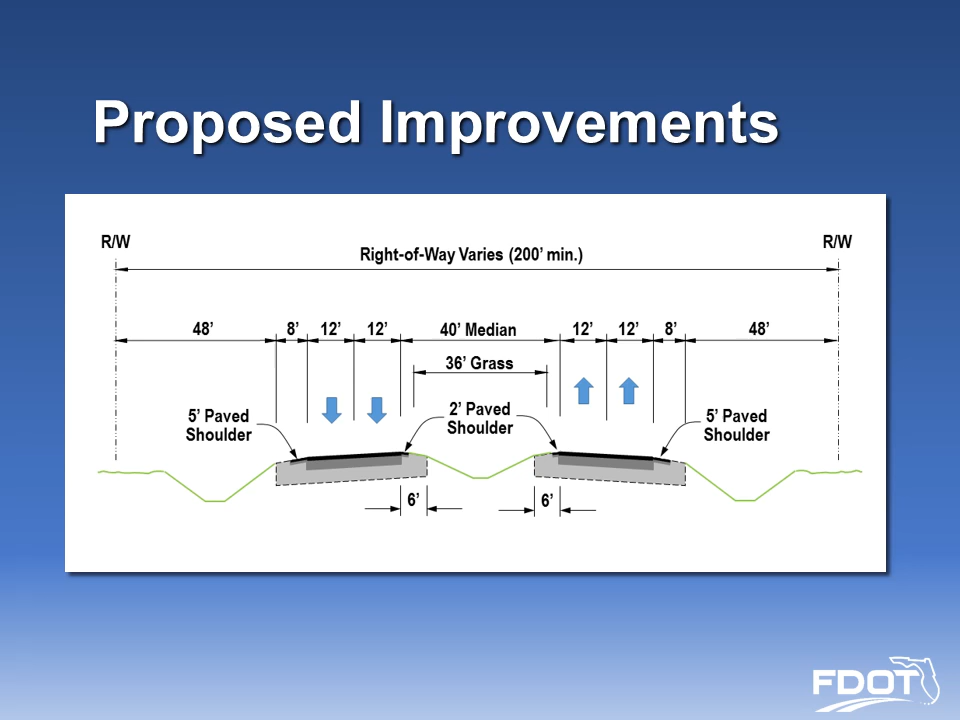 Proposed Improvements
R/W
R/W
Right-of-Way Varies (200’ min.)
48’ 8’ 12’ 12’ 40’ Median 12’ 12’ 8’ 48’
36’ Grass
5’ Paved
Shoulder
2’ Paved
Shoulder
5’ Paved
Shoulder
6’
6’
FDOT